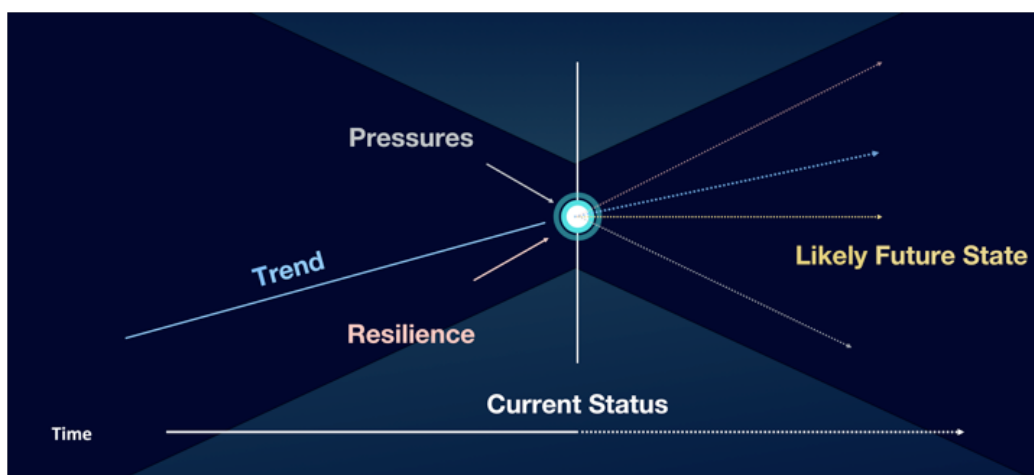 Pressures
Trend
Resilience
Likely Future State
Current Status
Time